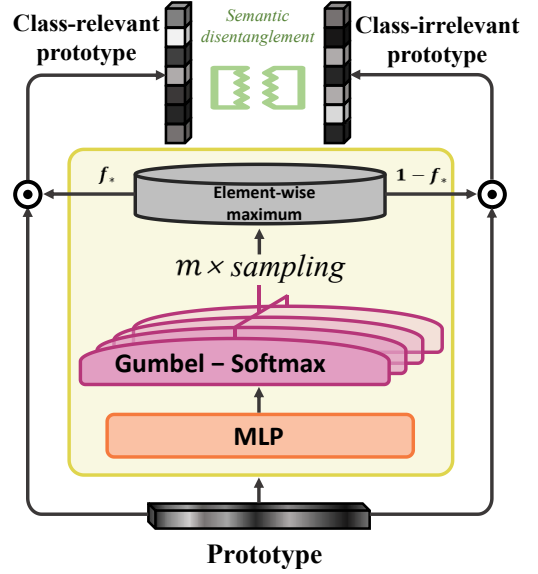 Class-relevant
prototype
Semantic
disentanglement
Class-irrelevant
prototype
f*
1 − f*
Element-wise
maximum
m × sampling
Gumbel − Softmax
MLP
Prototype